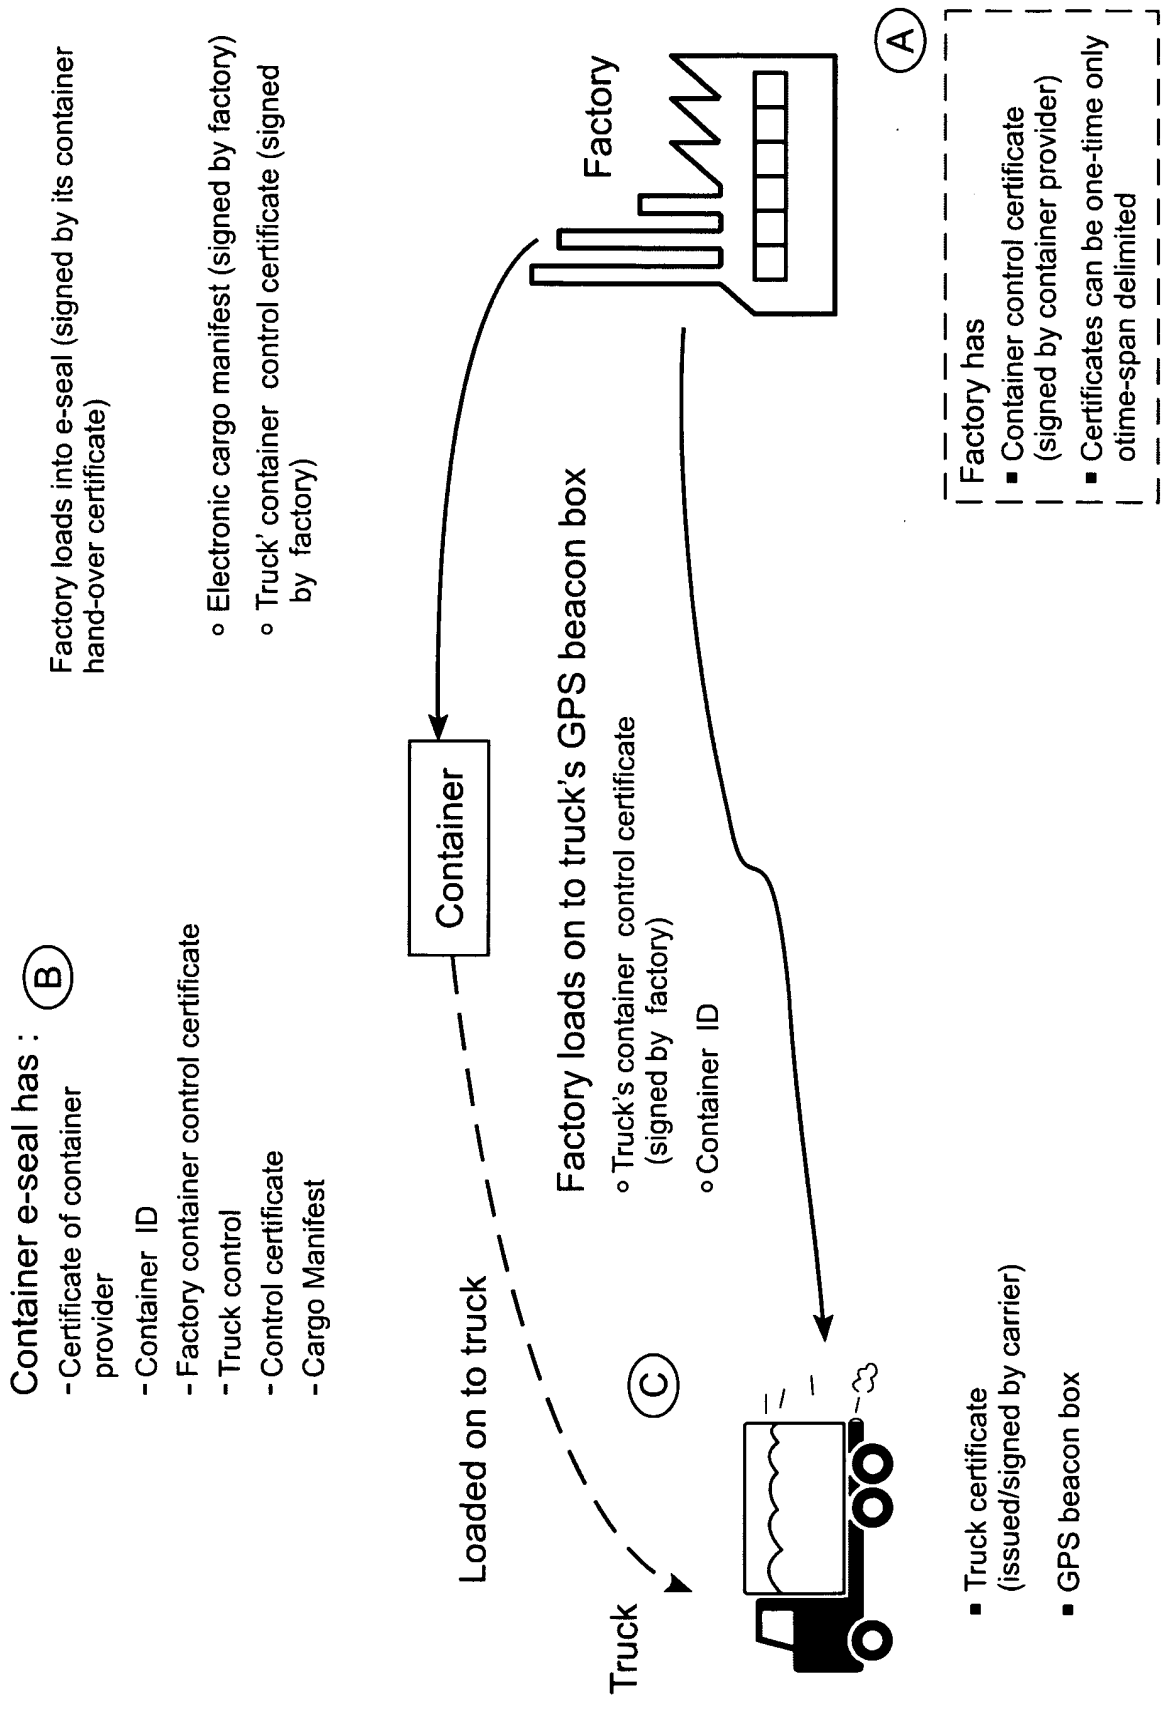 Container e-seal has :
B
- Certificate of container
provider
- Container ID
- Factory container control certificate
- Truck control
- Control certificate
- Cargo Manifest
Factory loads into e-seal (signed by its container
hand-over certificate)
° Electronic cargo manifest (signed by factory)
° Truck' container control certificate (signed
by factory)
Container
Loaded on to truck
Factory loads on to truck's GPS beacon box
° Truck's container control certificate
(signed by factory)
° Container ID
Factory
Truck
C
A
▪ Truck certificate
(issued/signed by carrier)
▪ GPS beacon box
Factory has
▪ Container control certificate
(signed by container provider)
▪ Certificates can be one-time only
otime-span delimited